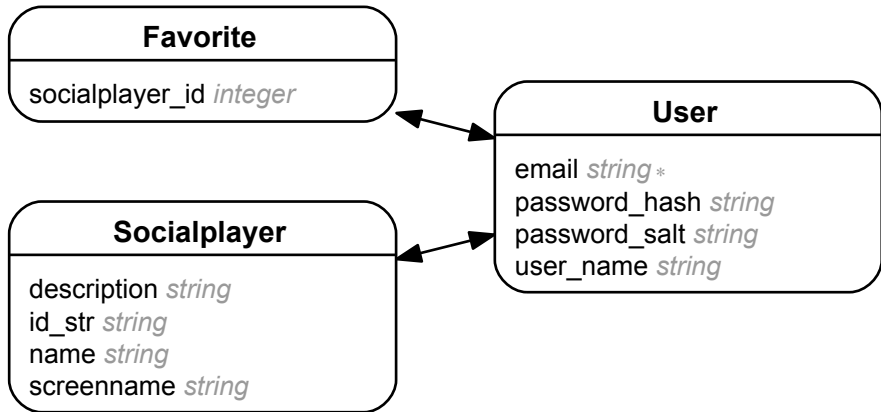 Favorite
socialplayer_id integer
User
email string *
password_hash string
password_salt string
user_name string
Socialplayer
description string
id_str string
name string
screenname string